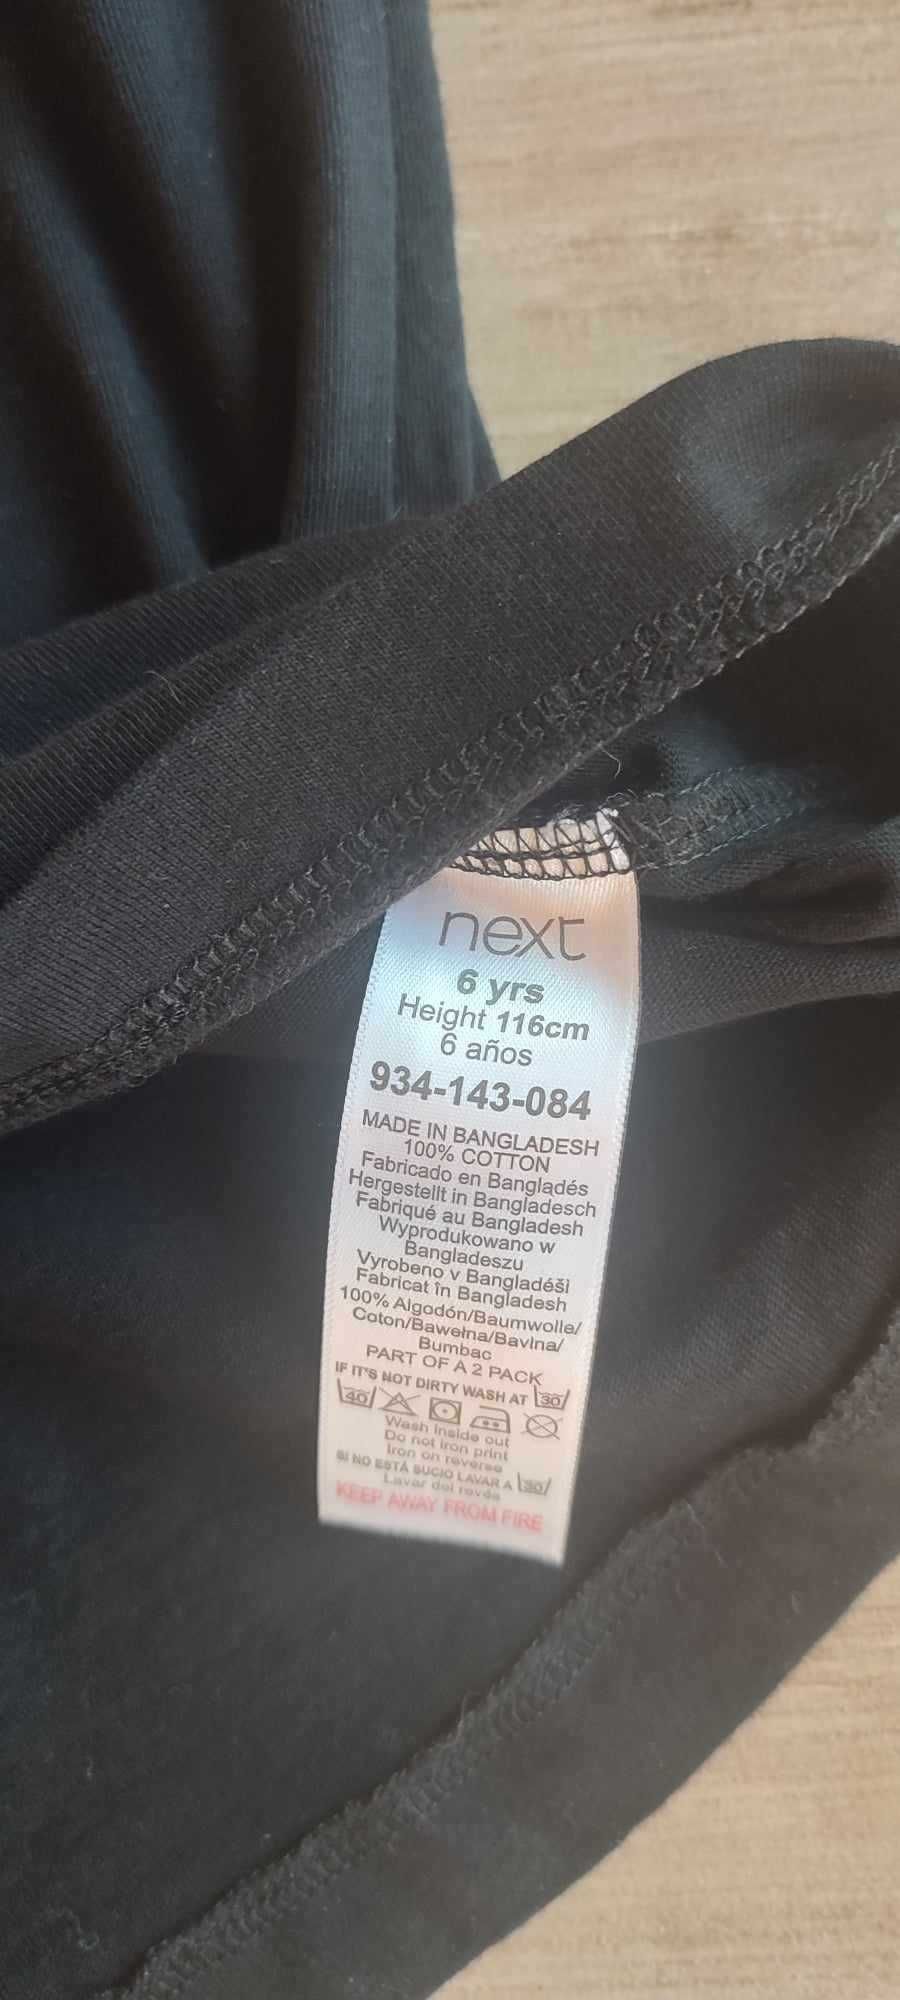 next
6 yrs
Height 116cm
6 años
934-143-084
MADE IN BANGLADESH
100% COTTON
Fabricado en Bangladés
Hergestellt in Bangladesch
Fabriqué au Bangladesh
Wyprodukowano w
Bangladeszu
Vyrobeno v Bangladéši
Fabricat în Bangladesh
100% Algodón/Baumwolle/
Coton/Bawełna/Bavlna/
Bumbac
PART OF A 2 PACK
IF IT'S NOT DIRTY WASH AT 30
40
Wash inside out
Do not iron print
Iron on reverse
SI NO ESTÁ SUCIO LAVAR A 30
Lavar del revés
KEEP AWAY FROM FIRE